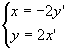 x = −2y'
y = 2x'